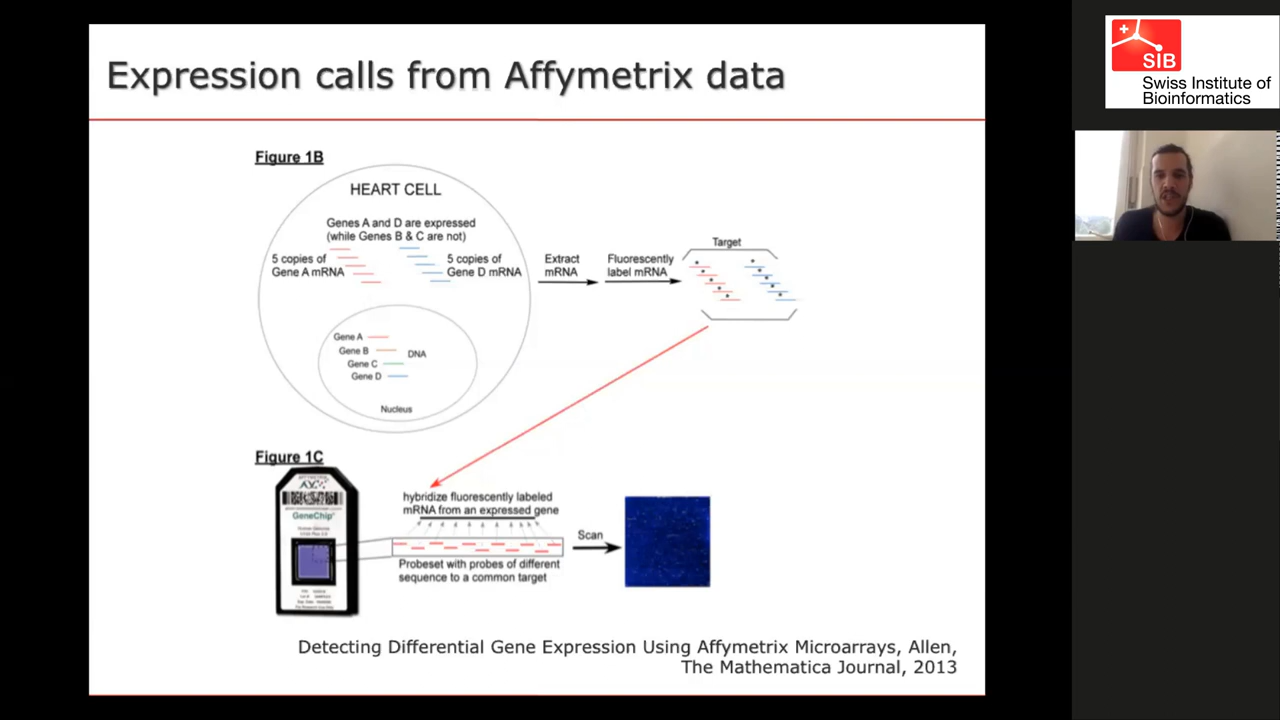 Expression calls from Affymetrix data
Figure 1B
HEART CELL
Genes A and D are expressed
(while Genes B & C are not)
5 copies of
Gene A mRNA
5 copies of
Gene D mRNA
Extract
mRNA
Fluorescently
label mRNA
Target
Gene A
Gene B
Gene C
Gene D
DNA
Nucleus
Figure 1C
GeneChip
hybridize fluorescently labeled
mRNA from an expressed gene
Probeset with probes of different
sequence to a common target
Scan
Detecting Differential Gene Expression Using Affymetrix Microarrays, Allen,
The Mathematica Journal, 2013
SIB
Swiss Institute of
Bioinformatics